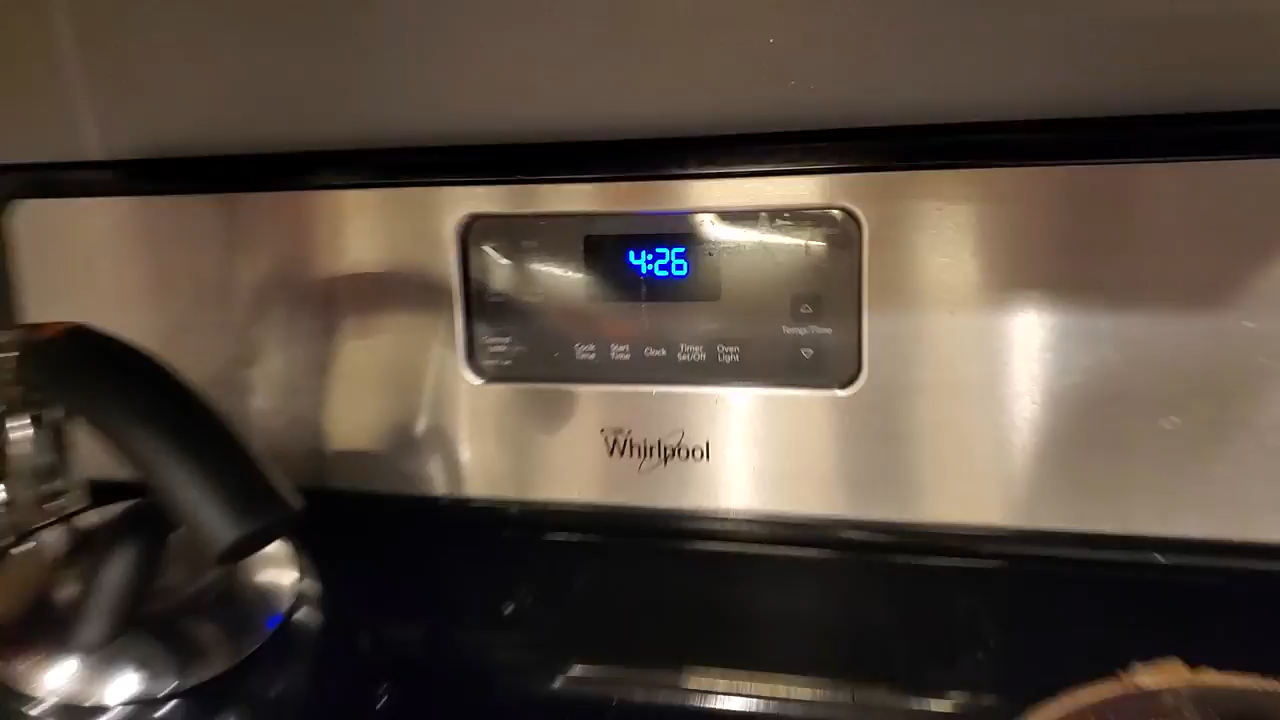 4:26
Temp/Time
Cook Time
Start Time
Clock
Timer Set/Off
Oven Light
Whirlpool